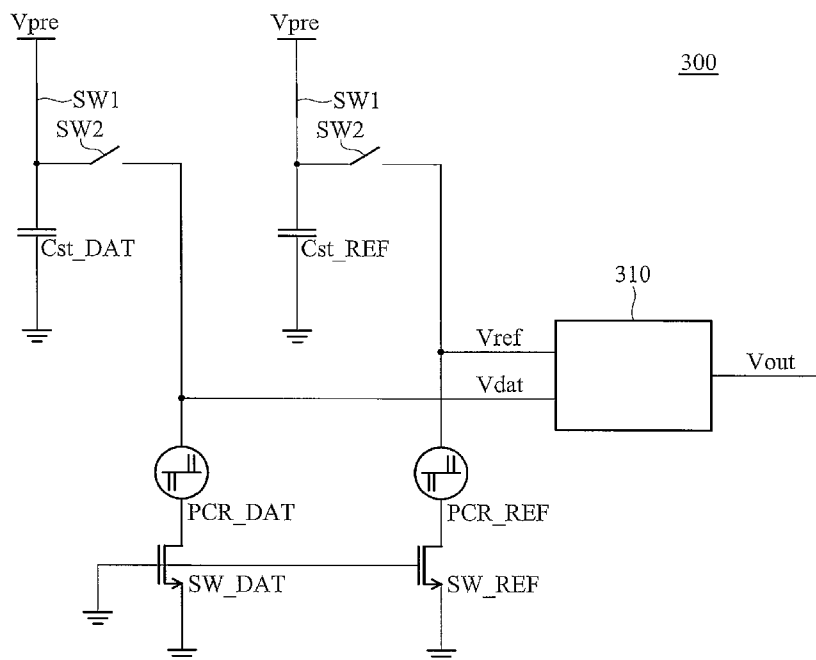 Vpre
Vpre
300
SW1
SW1
SW2
SW2
Cst_DAT
Cst_REF
310
Vref
Vout
Vdat
PCR_DAT
PCR_REF
SW_DAT
SW_REF